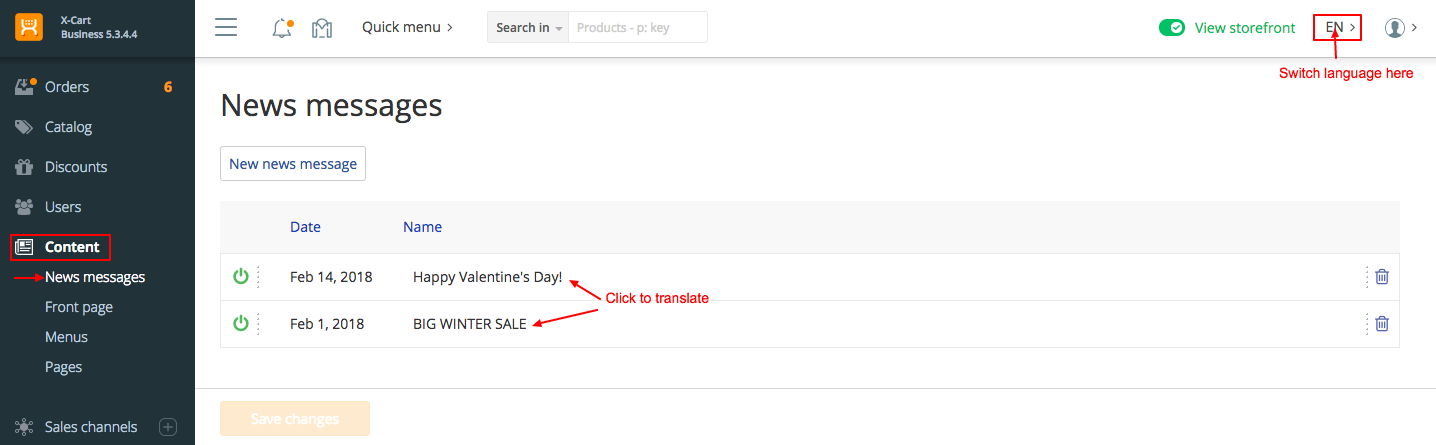 X-Cart
Business 5.3.4.4
Quick menu
Search in
Products - p: key
View storefront
EN
Switch language here
Orders
6
Catalog
Discounts
Users
Content
News messages
Front page
Menus
Pages
Sales channels
News messages
New news message
Date
Name
Feb 14, 2018
Happy Valentine's Day!
Click to translate
Feb 1, 2018
BIG WINTER SALE
Save changes